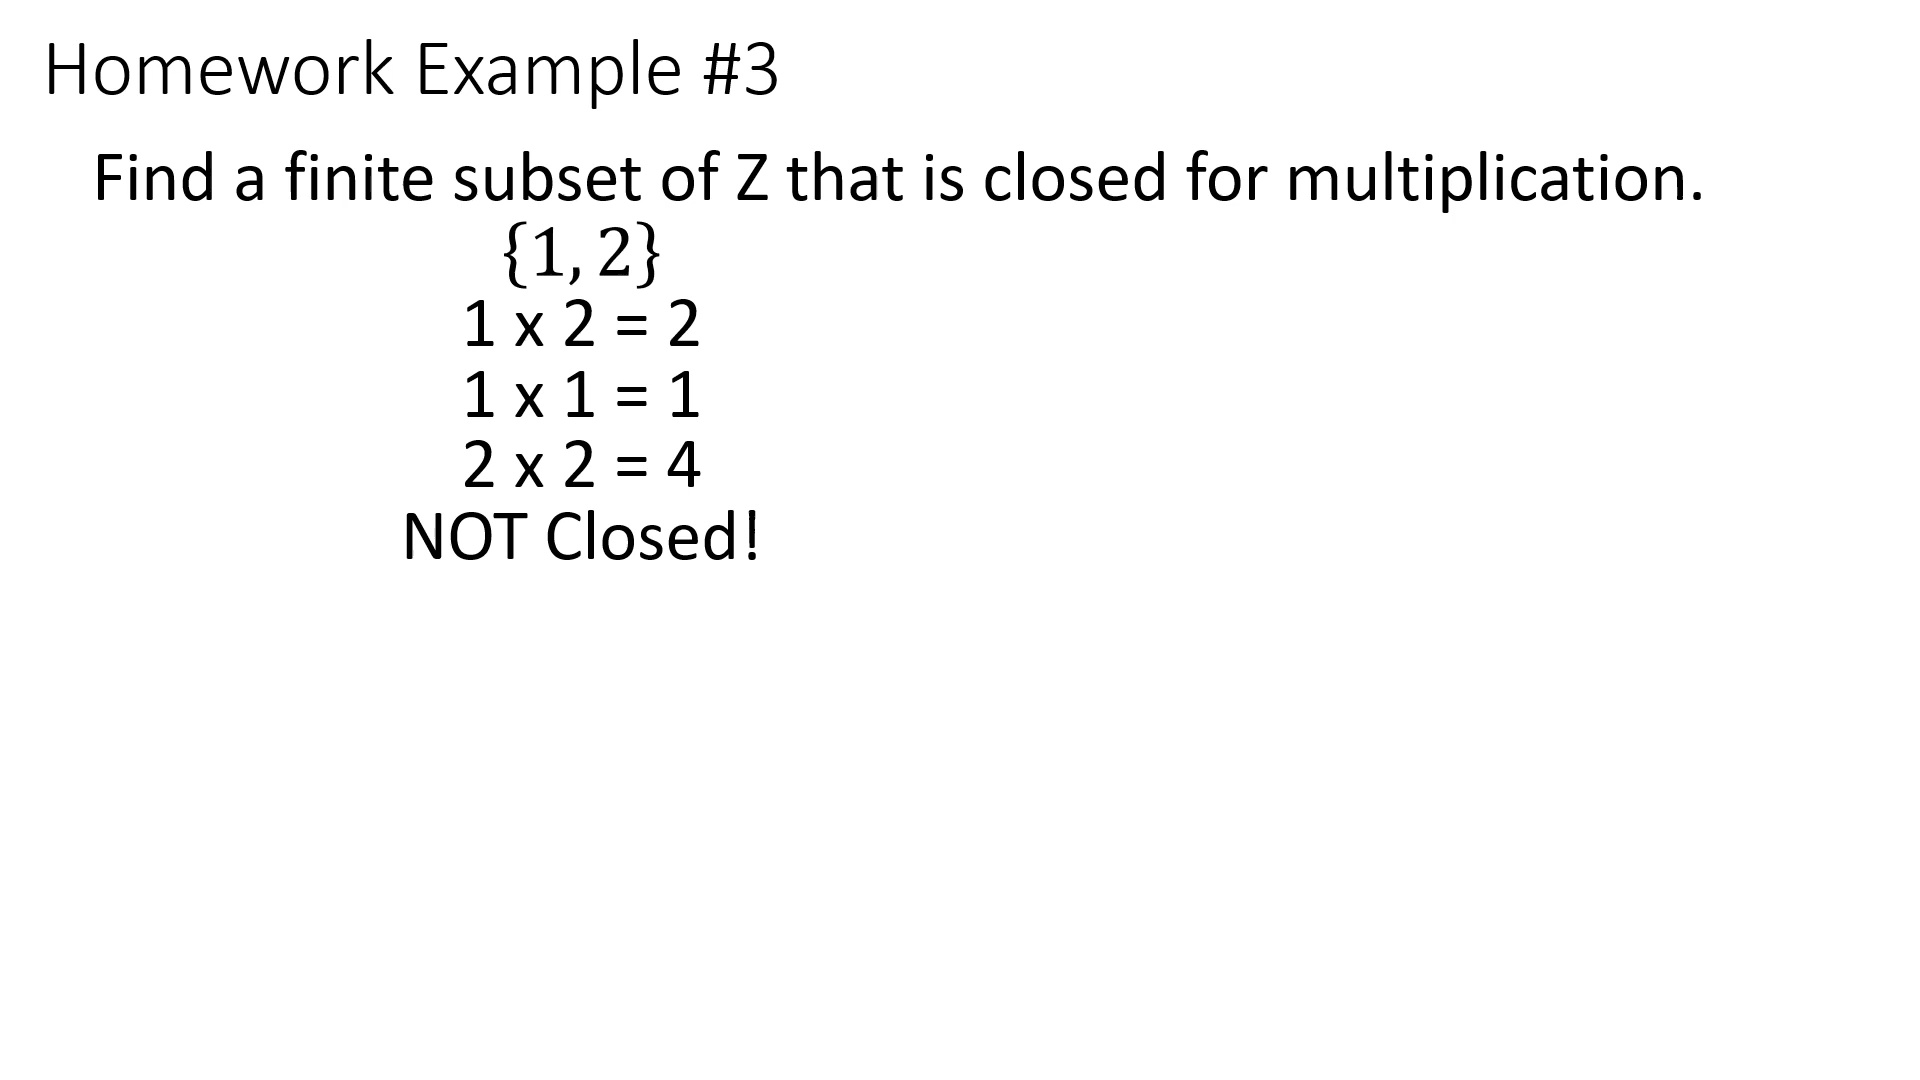 Homework Example #3
Find a finite subset of Z that is closed for multiplication.
{1, 2}
1 x 2 = 2
1 x 1 = 1
2 x 2 = 4
NOT Closed!